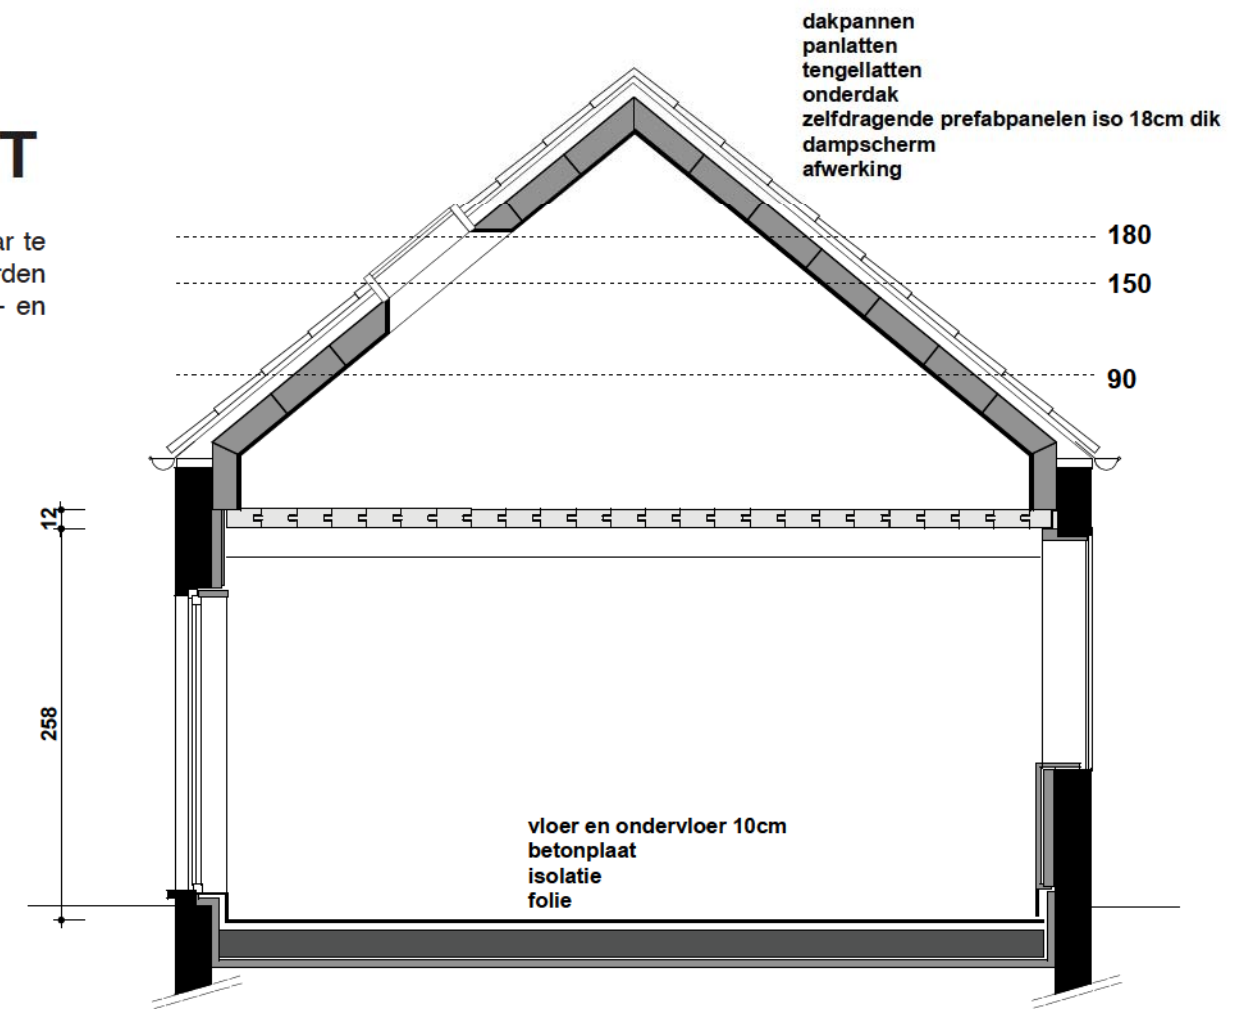 dakpannen
panlatten
tengellatten
onderdak
zelfdragende prefabpanelen iso 18cm dik
dampscherm
afwerking
T
ar te
rden
- en
180
150
90
12
258
vloer en ondervloer 10cm
betonplaat
isolatie
folie